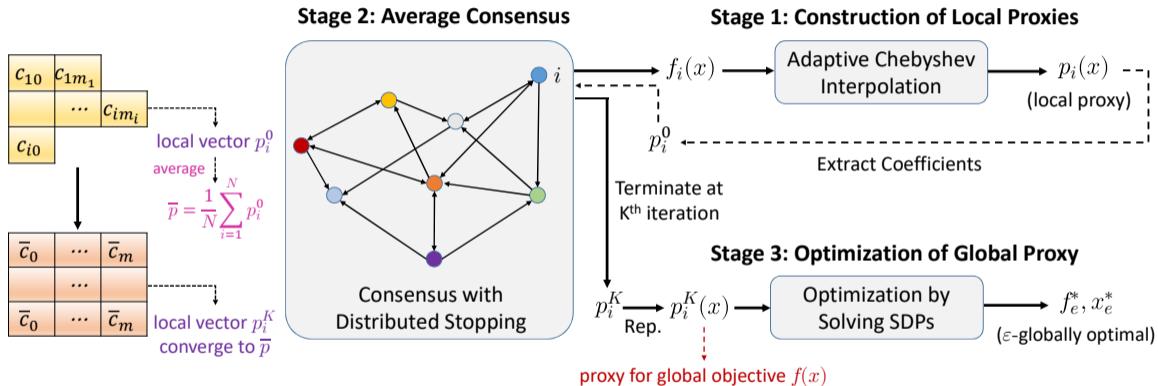 Stage 2: Average Consensus
Stage 1: Construction of Local Proxies
c₁₀ c₁ₘ₁
... cᵢₘᵢ
cᵢ₀
local vector pᵢ⁰
average
p̅ = 1/N ∑ᵢ₌₁ᴺ pᵢ⁰
c̅₀ ... c̅ₘ
...
c̅₀ ... c̅ₘ
local vector pᵢᴷ
converge to p̅
i
Consensus with
Distributed Stopping
fᵢ(x)
Adaptive Chebyshev
Interpolation
pᵢ(x)
(local proxy)
pᵢ⁰
Extract Coefficients
Terminate at
Kᵗʰ iteration
Stage 3: Optimization of Global Proxy
pᵢᴷ
Rep.
pᵢᴷ(x)
Optimization by
Solving SDPs
fₑ*, xₑ*
(ε-globally optimal)
proxy for global objective f(x)